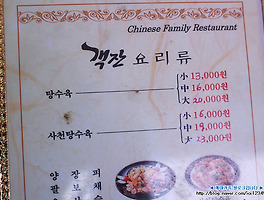 Chinese Family Restaurant
객잔 요리류
小 13,000원
탕수육 中 16,000원
大 20,000원
小 16,000원
사천탕수육 中 19,000원
大 23,000원
양장피
팔보채